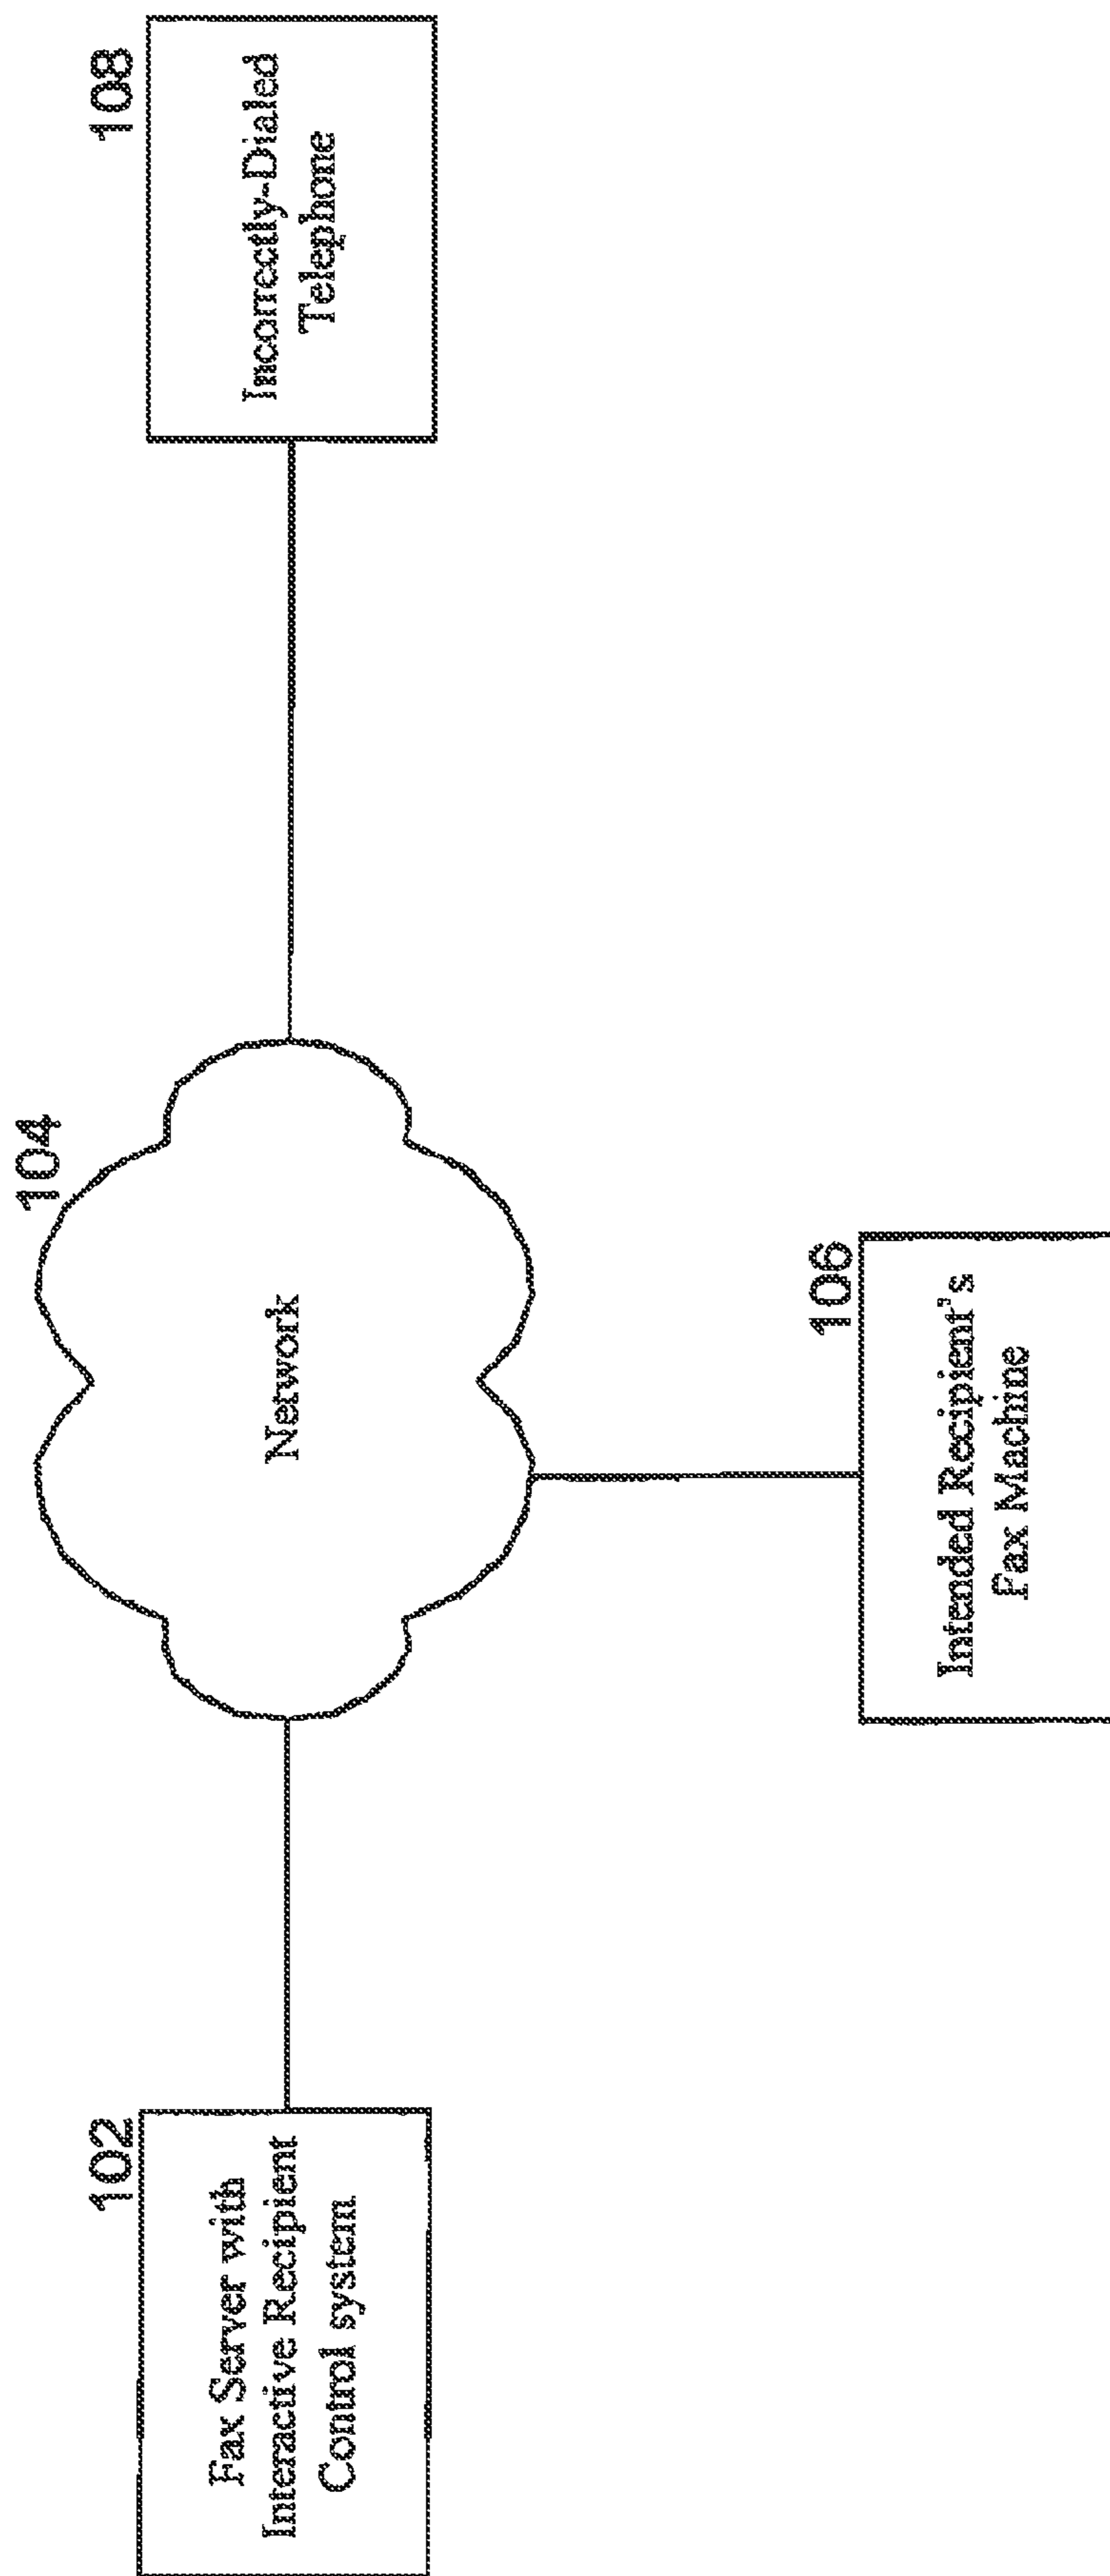 102
Fax Server with
Interactive Recipient
Control system
104
Network
106
Intended Recipient's
Fax Machine
108
Incorrectly-Dialed
Telephone